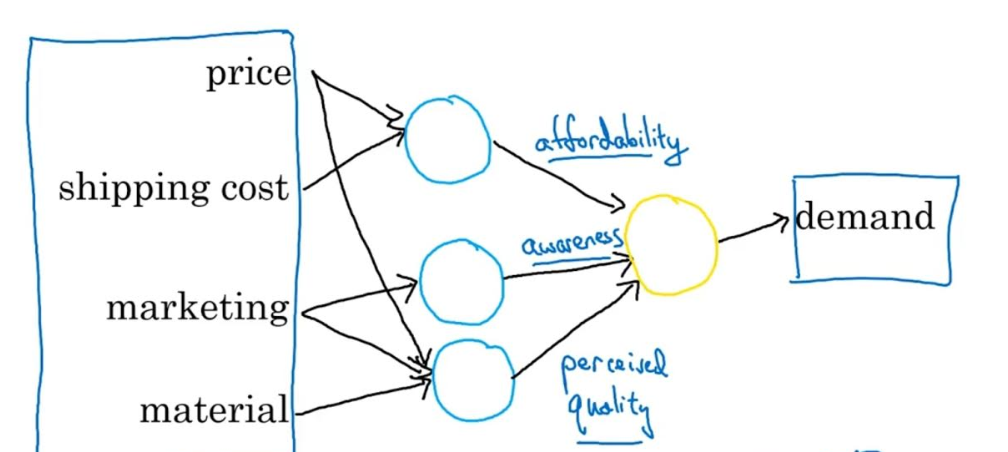 price
shipping cost
marketing
material
affordability
awareness
perceived
quality
demand